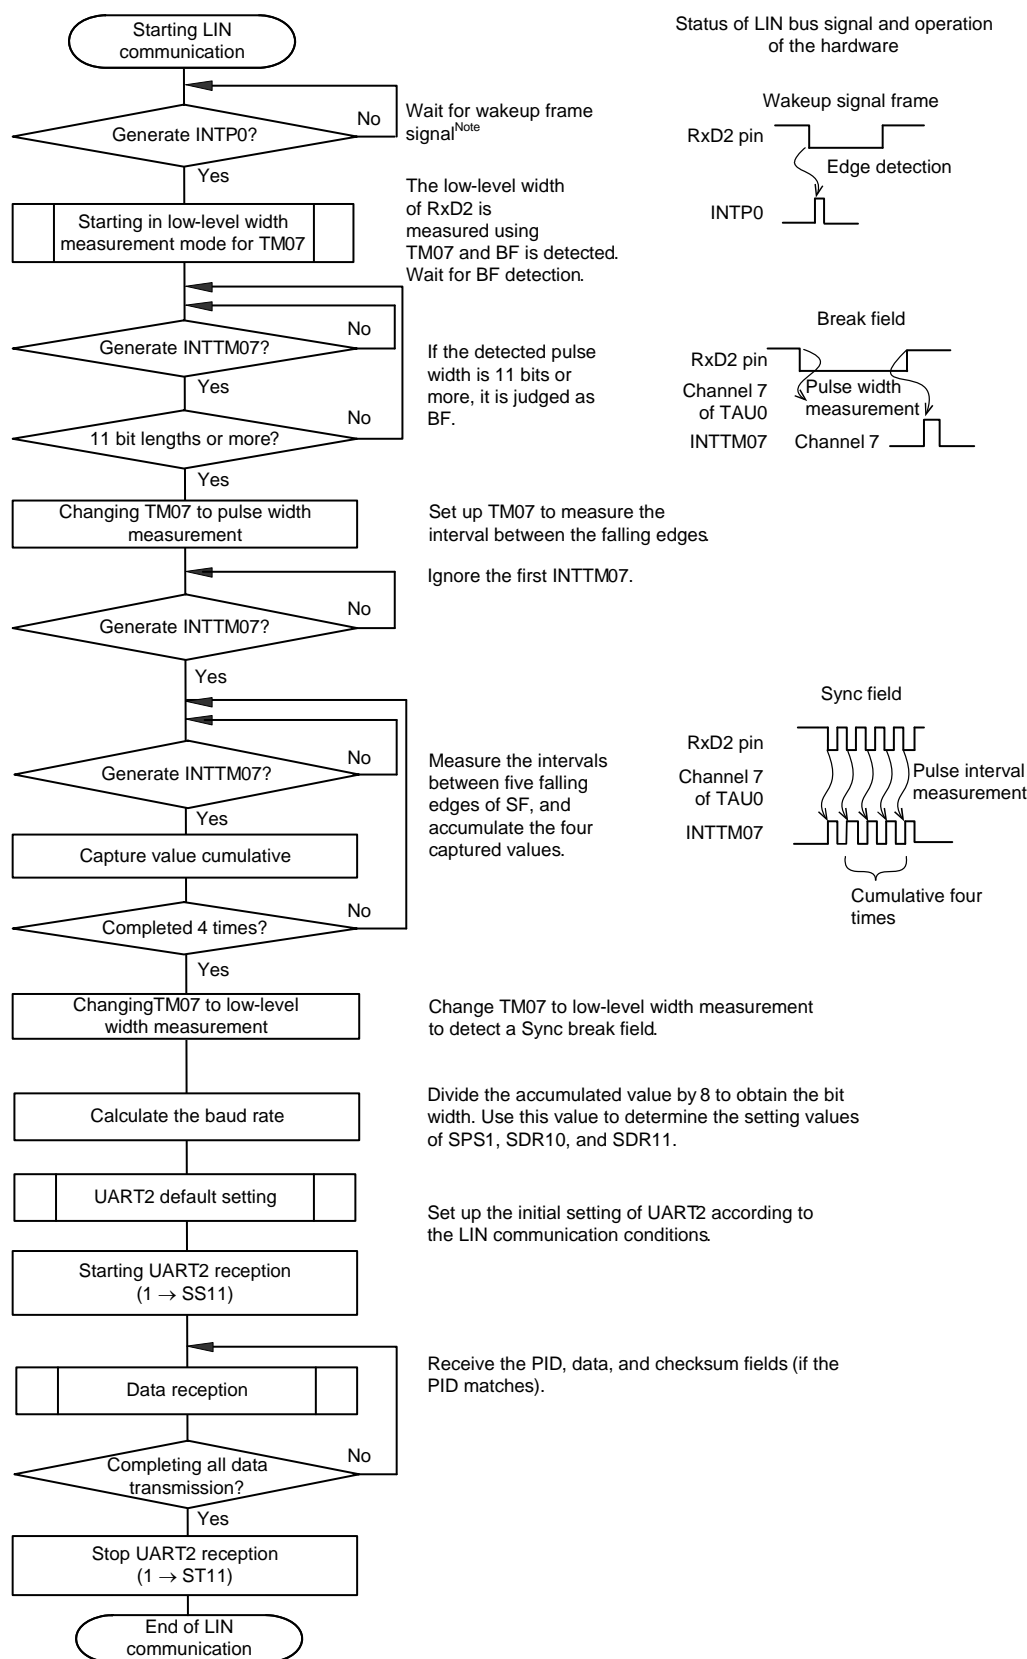 Starting LIN
communication
Status of LIN bus signal and operation
of the hardware
No
Wait for wakeup frame
signalNote
Generate INTP0?
Yes
Wakeup signal frame
RxD2 pin
Edge detection
INTP0
Starting in low-level width
measurement mode for TM07
The low-level width
of RxD2 is
measured using
TM07 and BF is detected.
Wait for BF detection.
No
Generate INTTM07?
Yes
No
11 bit lengths or more?
Yes
If the detected pulse
width is 11 bits or
more, it is judged as
BF.
Break field
RxD2 pin
Channel 7
of TAU0
Pulse width
measurement
INTTM07
Channel 7
Changing TM07 to pulse width
measurement
Set up TM07 to measure the
interval between the falling edges.
Ignore the first INTTM07.
No
Generate INTTM07?
Yes
No
Generate INTTM07?
Yes
Capture value cumulative
No
Completed 4 times?
Yes
Measure the intervals
between five falling
edges of SF, and
accumulate the four
captured values.
Sync field
RxD2 pin
Channel 7
of TAU0
Pulse interval
measurement
INTTM07
Cumulative four
times
ChangingTM07 to low-level
width measurement
Change TM07 to low-level width measurement
to detect a Sync break field.
Calculate the baud rate
Divide the accumulated value by 8 to obtain the bit
width. Use this value to determine the setting values
of SPS1, SDR10, and SDR11.
UART2 default setting
Set up the initial setting of UART2 according to
the LIN communication conditions.
Starting UART2 reception
(1 → SS11)
Data reception
Receive the PID, data, and checksum fields (if the
PID matches).
No
Completing all data
transmission?
Yes
Stop UART2 reception
(1 → ST11)
End of LIN
communication